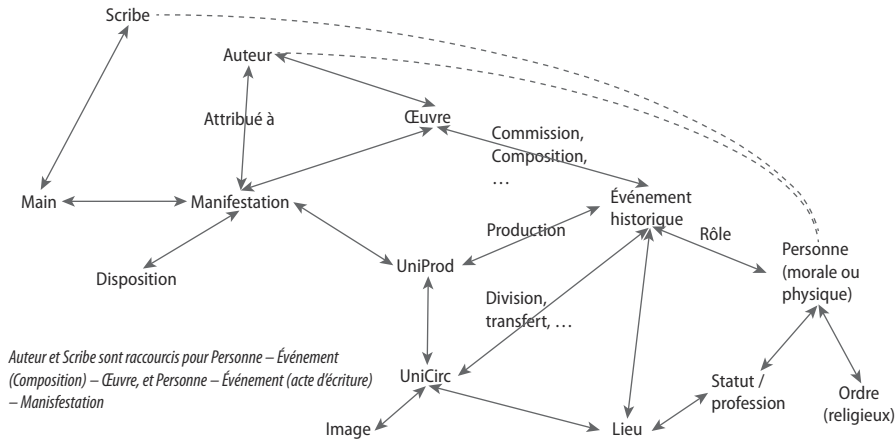 Scribe
Auteur
Attribué à
Œuvre
Commission,
Composition,
…
Main
Manifestation
Événement
historique
Production
Rôle
Personne
(morale ou
physique)
Disposition
UniProd
Division,
transfert, …
Auteur et Scribe sont raccourcis pour Personne – Événement
(Composition) – Œuvre, et Personne – Événement (acte d'écriture)
– Manisfestation
UniCirc
Statut /
profession
Ordre
(religieux)
Image
Lieu